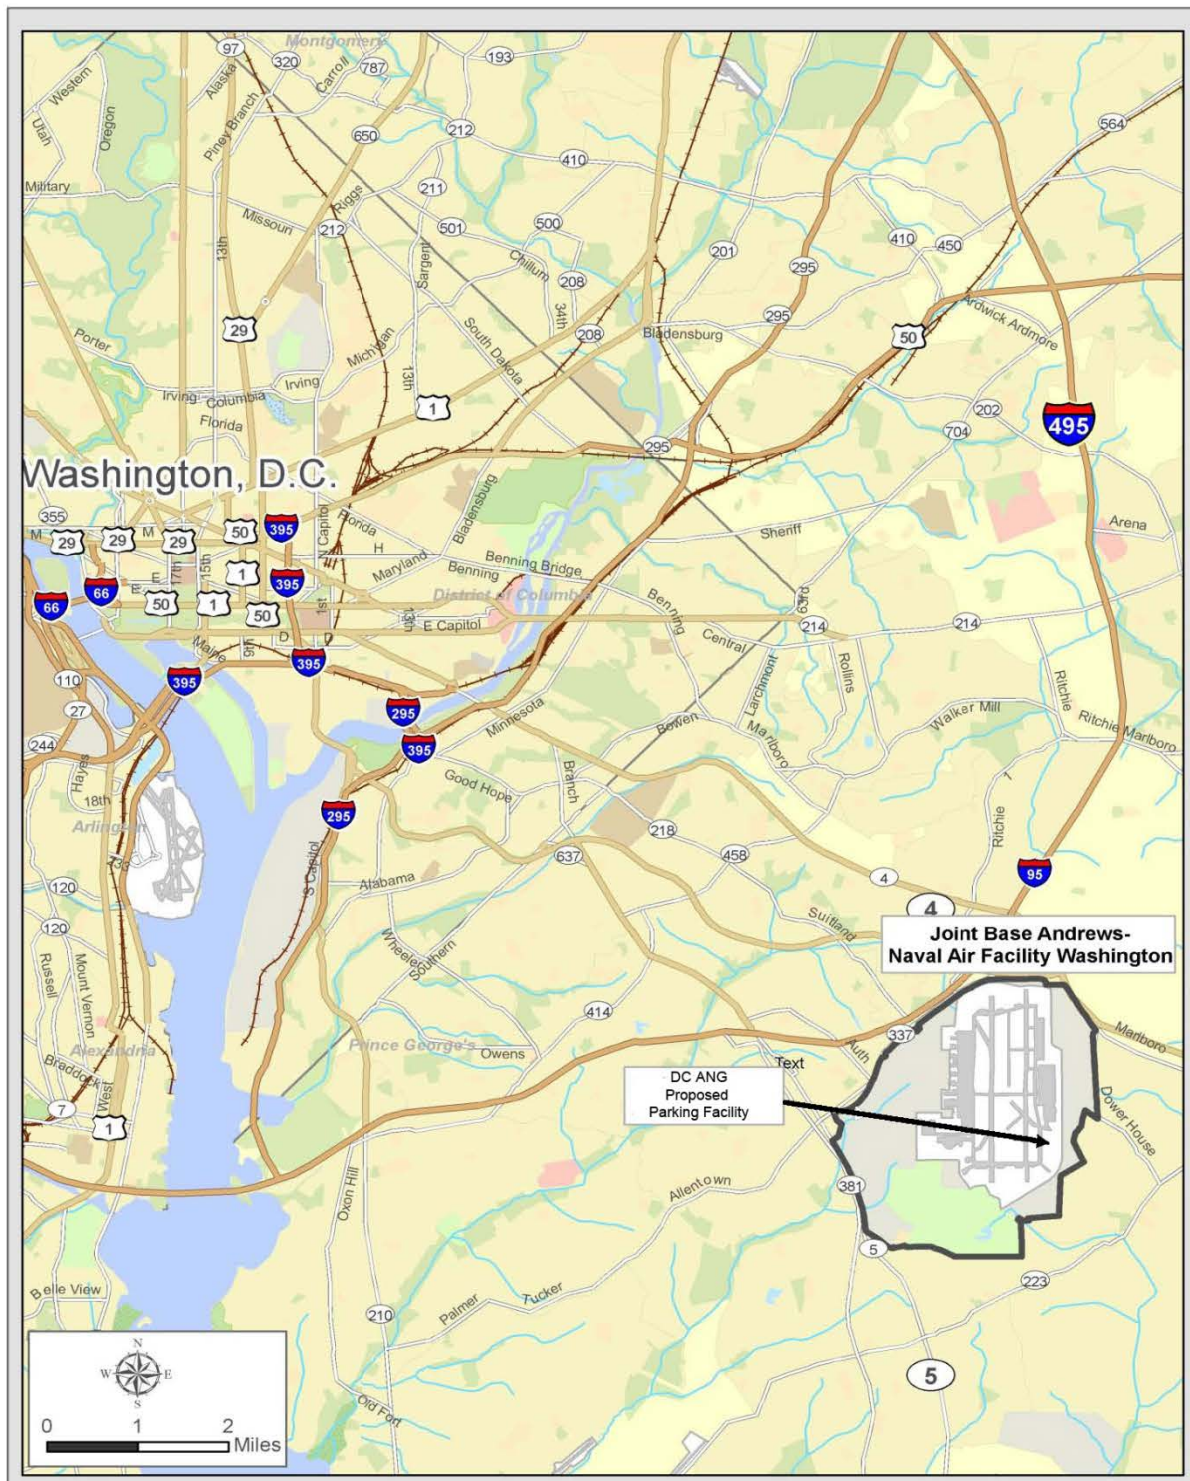 97
Montgomery
193
320
787
Carroll
Western
Alaska
Utah
Oregon
Piney Branch
650
212
564
410
Military
211
Riggs
Missouri
212
501
500
Sargent
Chillum
208
201
410
450
295
13th
29
34th
208
295
Bladensburg
Ardwick Ardmore
50
Porter
Michigan
South Dakota
Irving
Irving
Columbia
13th
1
Florida
202
704
495
295
Washington, D.C.
355
M
29
29
M
29
50
395
N Capitol
Florida
Bladensburg
Sheriff
Arena
H
17th
15th
1
395
Maryland
Benning
Benning Bridge
66
66
E
E
50
1
50
1st
District of Columbia
13th
E Capitol
Benning
63rd
214
214
Maine
9th
D
D
395
395
Central
Larchmont
Rollins
Ritchie
110
27
244
Hayes
295
395
Minnesota
Bowen
Marlboro
Walker Mill
Ritchie Marlboro
18th
Good Hope
Branch
1
Ritchie
Arlington
23rd
295
218
458
637
S Capitol
95
4
120
120
Alabama
Suitland
4
Wheeler
Southern
Joint Base Andrews-
Naval Air Facility Washington
Russell
Mount Vernon
414
337
Alexandria
Prince George's
Owens
Auth
Marlboro
Text
Braddock
West
DC ANG
Proposed
Parking Facility
7
1
Dower House
Oxon Hill
Allentown
381
5
223
Belle View
Tucker
Palmer
210
5
Old Fort
N
W
E
S
0
1
2
Miles